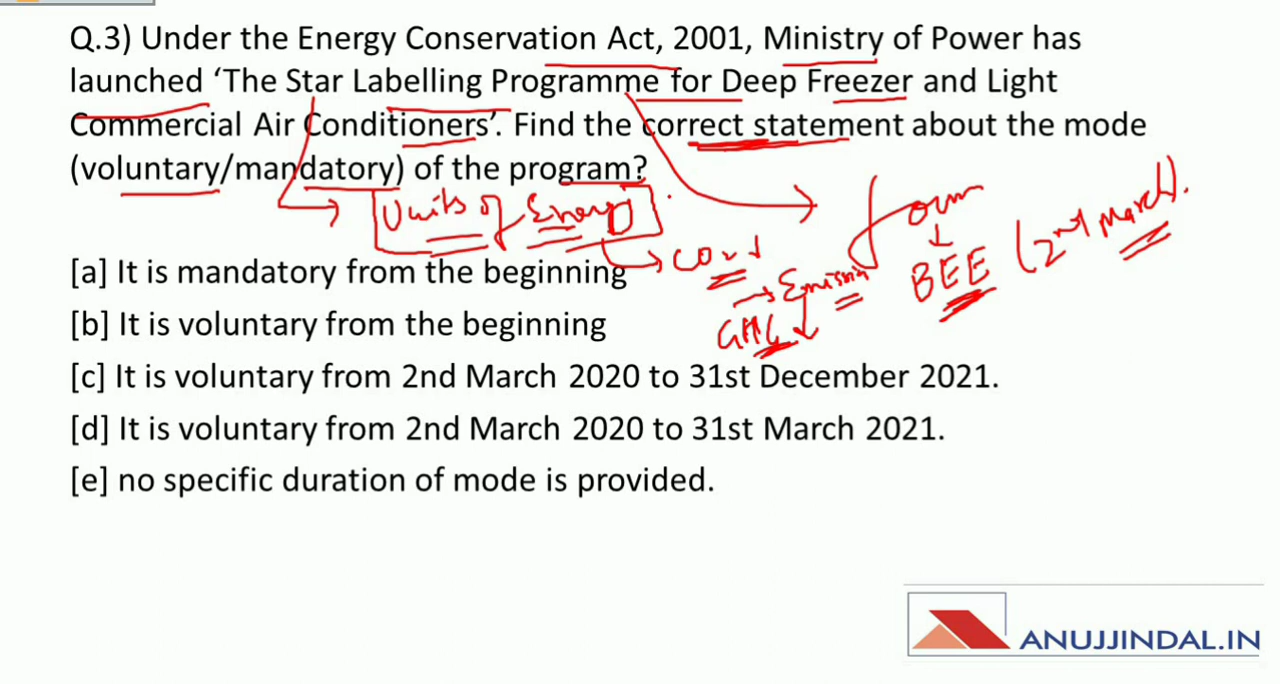 Q.3) Under the Energy Conservation Act, 2001, Ministry of Power has
launched ‘The Star Labelling Programme for Deep Freezer and Light
Commercial Air Conditioners’. Find the correct statement about the mode
(voluntary/mandatory) of the program?
Units of Energy
form
BEE (2nd March).
[a] It is mandatory from the beginning
Emission
GHG
[b] It is voluntary from the beginning
[c] It is voluntary from 2nd March 2020 to 31st December 2021.
[d] It is voluntary from 2nd March 2020 to 31st March 2021.
[e] no specific duration of mode is provided.
ANUJJINDAL.IN